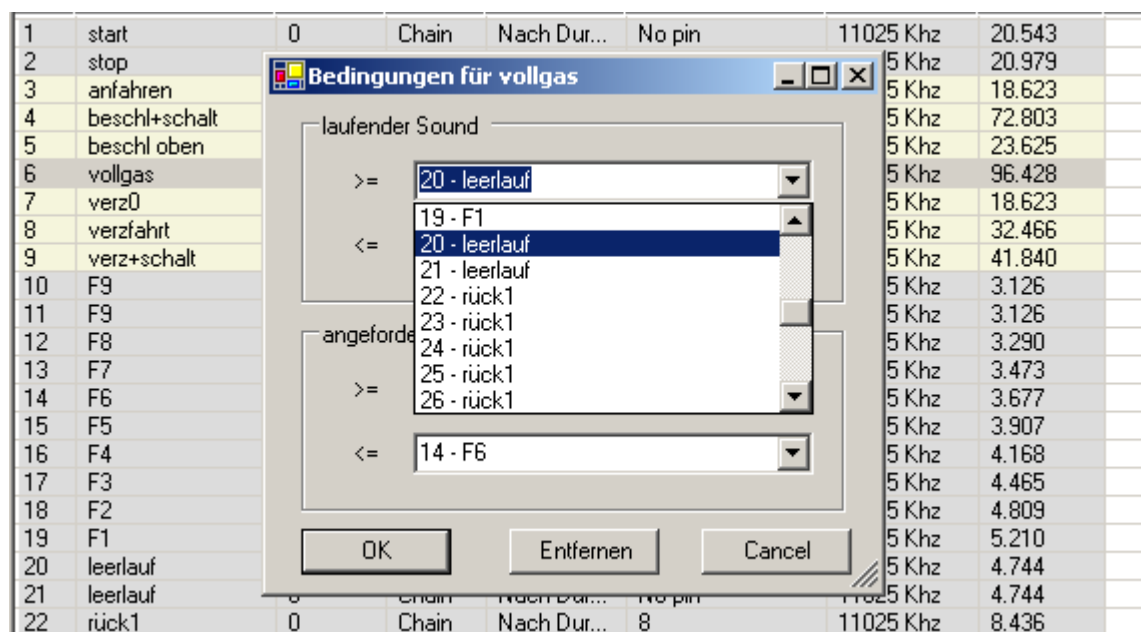 1 start 0 Chain Nach Dur... No pin 11025 Khz 20.543
2 stop 5 Khz 20.979
3 anfahren 5 Khz 18.623
4 beschl+schalt 5 Khz 72.803
5 beschl oben 5 Khz 23.625
6 vollgas 5 Khz 96.428
7 verz0 5 Khz 18.623
8 verzfahrt 5 Khz 32.466
9 verz+schalt 5 Khz 41.840
10 F9 5 Khz 3.126
11 F9 5 Khz 3.126
12 F8 5 Khz 3.290
13 F7 5 Khz 3.473
14 F6 5 Khz 3.677
15 F5 5 Khz 3.907
16 F4 5 Khz 4.168
17 F3 5 Khz 4.465
18 F2 5 Khz 4.809
19 F1 5 Khz 5.210
20 leerlauf 5 Khz 4.744
21 leerlauf 0 Chain Nach Dur... No pin 11025 Khz 4.744
22 rück1 0 Chain Nach Dur... 8 11025 Khz 8.436
Bedingungen für vollgas
laufender Sound
>= 20 - leerlauf
<=
19 - F1
20 - leerlauf
21 - leerlauf
22 - rück1
23 - rück1
24 - rück1
25 - rück1
26 - rück1
angeforde
>=
<= 14 - F6
OK Entfernen Cancel